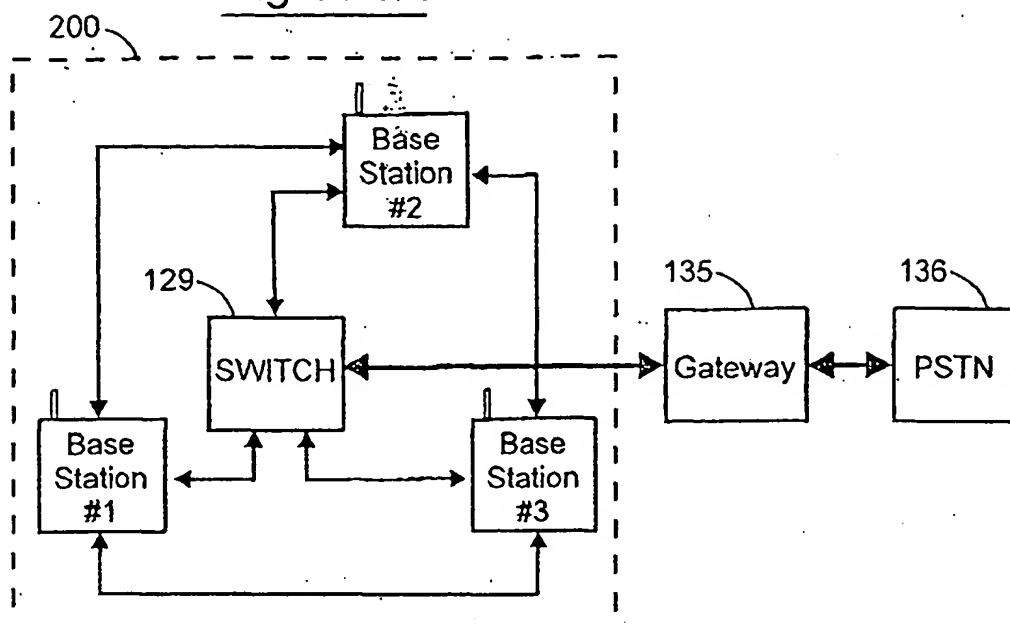 200
Base
Station
#2
129
135
136
SWITCH
Gateway
PSTN
Base
Station
#1
Base
Station
#3